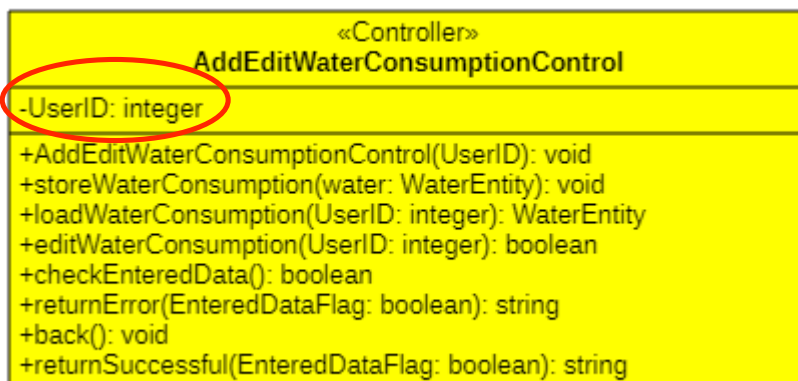 «Controller»
AddEditWaterConsumptionControl
-UserID: integer
+AddEditWaterConsumptionControl(UserID): void
+storeWaterConsumption(water: WaterEntity): void
+loadWaterConsumption(UserID: integer): WaterEntity
+editWaterConsumption(UserID: integer): boolean
+checkEnteredData(): boolean
+returnError(EnteredDataFlag: boolean): string
+back(): void
+returnSuccessful(EnteredDataFlag: boolean): string